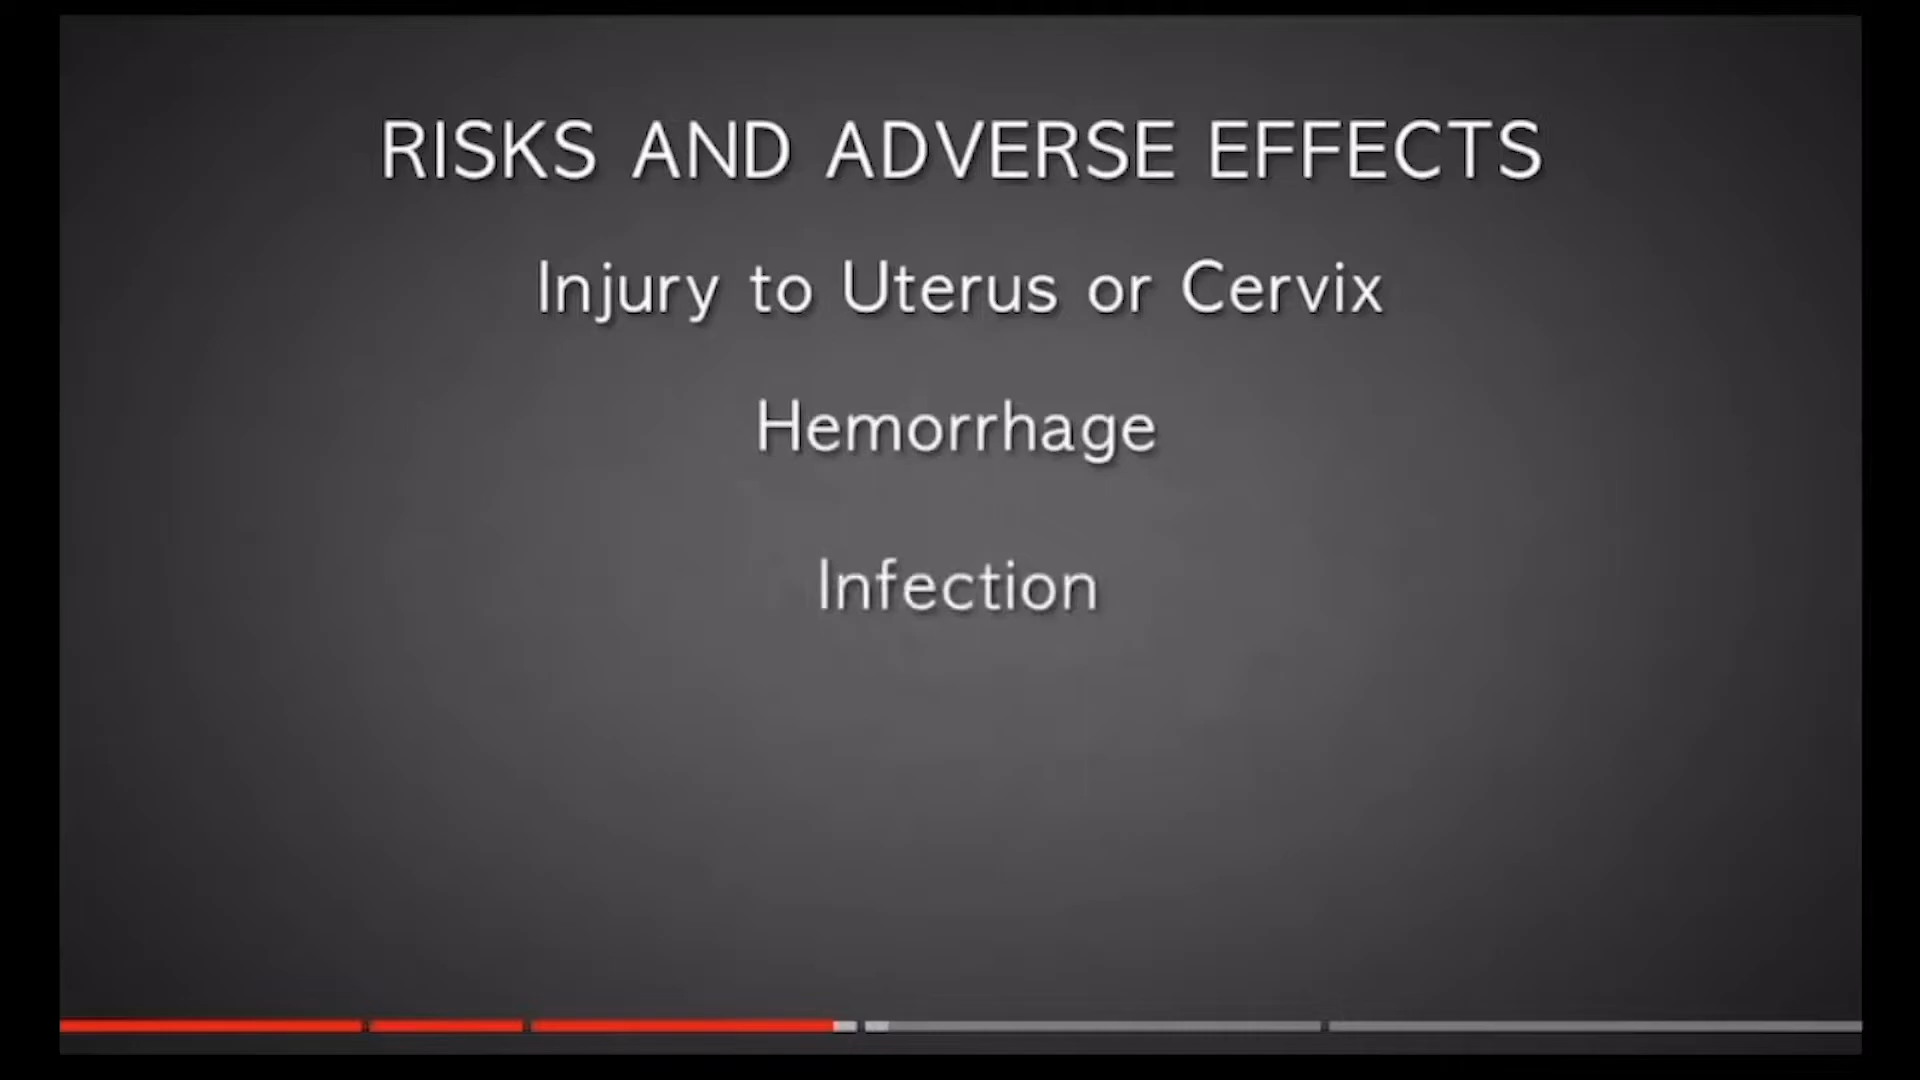 RISKS AND ADVERSE EFFECTS
Injury to Uterus or Cervix
Hemorrhage
Infection